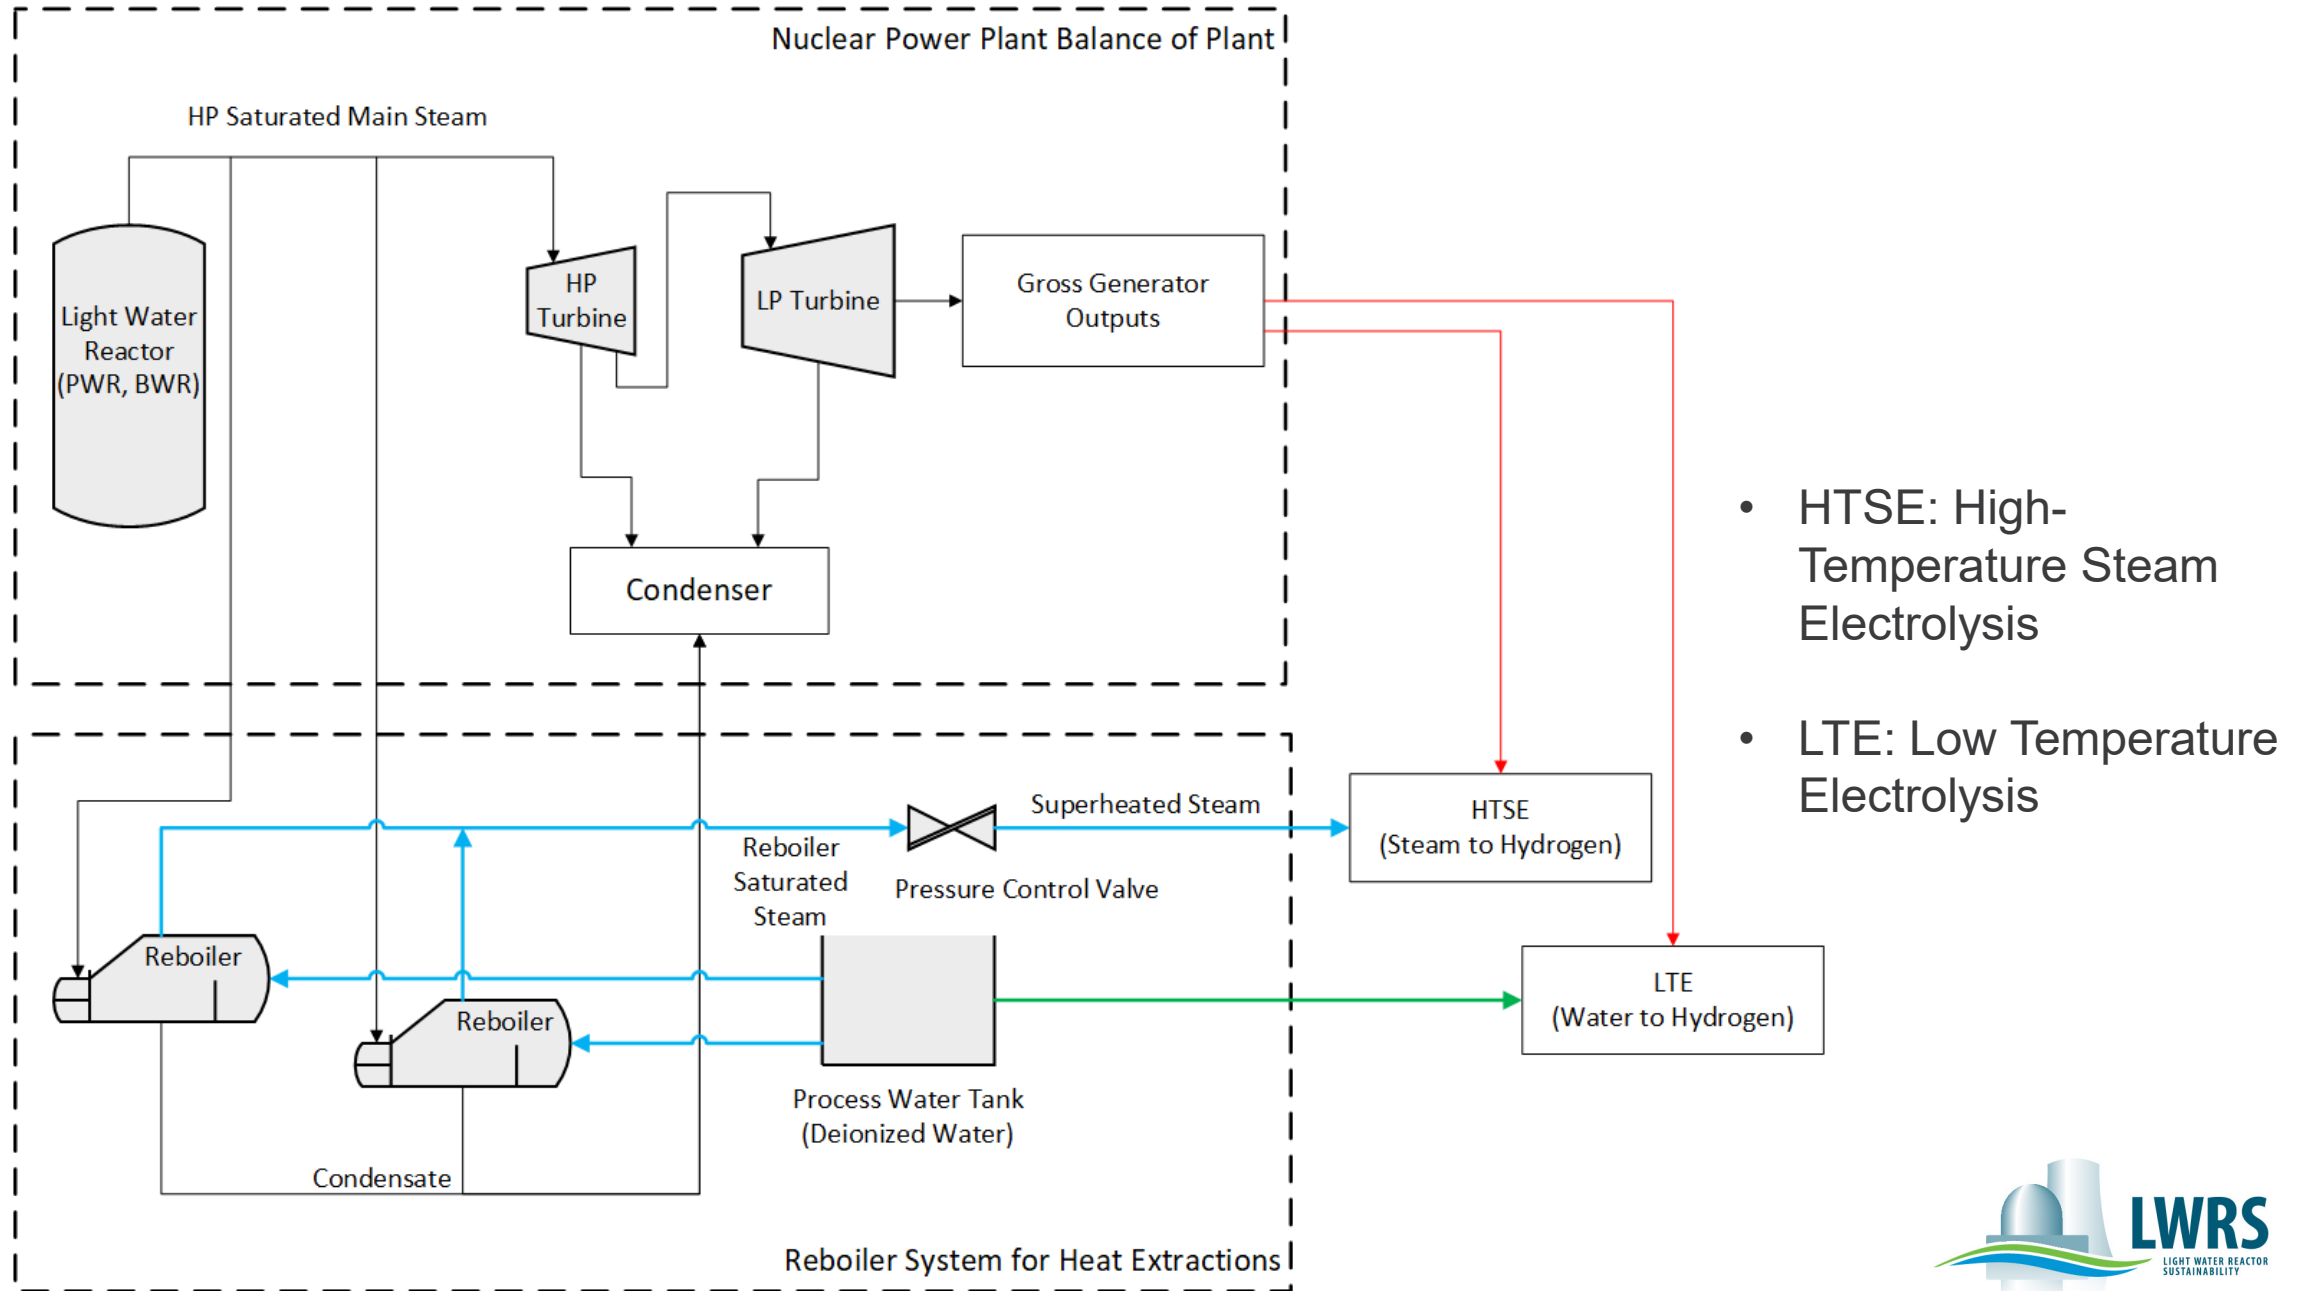 Nuclear Power Plant Balance of Plant
HP Saturated Main Steam
Light Water
Reactor
(PWR, BWR)
HP
Turbine
LP Turbine
Gross Generator
Outputs
Condenser
• HTSE: High-
Temperature Steam
Electrolysis
• LTE: Low Temperature
Electrolysis
Superheated Steam
Reboiler
Saturated
Steam
Pressure Control Valve
HTSE
(Steam to Hydrogen)
Reboiler
Reboiler
LTE
(Water to Hydrogen)
Process Water Tank
(Deionized Water)
Condensate
Reboiler System for Heat Extractions
LWRS
LIGHT WATER REACTOR
SUSTAINABILITY